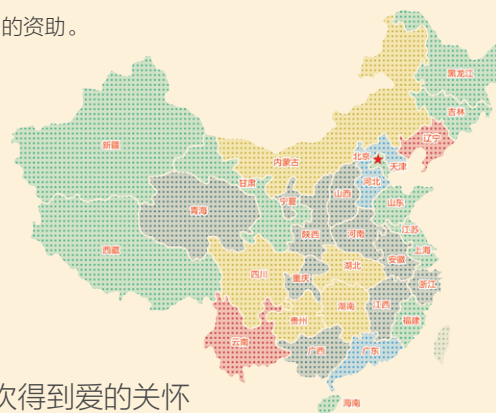 的资助。
黑龙江
吉林
辽宁
新疆
内蒙古
北京
天津
甘肃
河北
宁夏
山西
山东
青海
陕西
河南
江苏
西藏
安徽
上海
四川
重庆
湖北
浙江
湖南
江西
贵州
福建
云南
广西
广东
次得到爱的关怀
海南